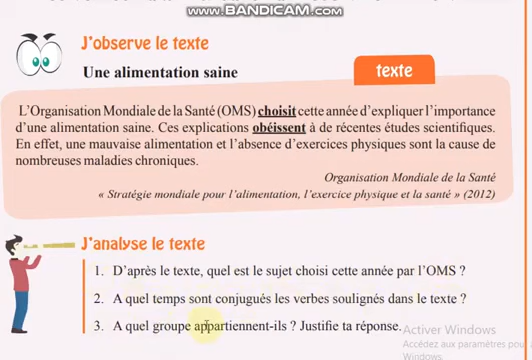 www.BANDICAM.com
J'observe le texte
Une alimentation saine
texte
L'Organisation Mondiale de la Santé (OMS) choisit cette année d'expliquer l'importance
d'une alimentation saine. Ces explications obéissent à de récentes études scientifiques.
En effet, une mauvaise alimentation et l'absence d'exercices physiques sont la cause de
nombreuses maladies chroniques.
Organisation Mondiale de la Santé
« Stratégie mondiale pour l'alimentation, l'exercice physique et la santé » (2012)
J'analyse le texte
1. D'après le texte, quel est le sujet choisi cette année par l'OMS ?
2. A quel temps sont conjugués les verbes soulignés dans le texte ?
3. A quel groupe appartiennent-ils ? Justifie ta réponse.
Activer Windows
Accédez aux paramètres pou
Windows